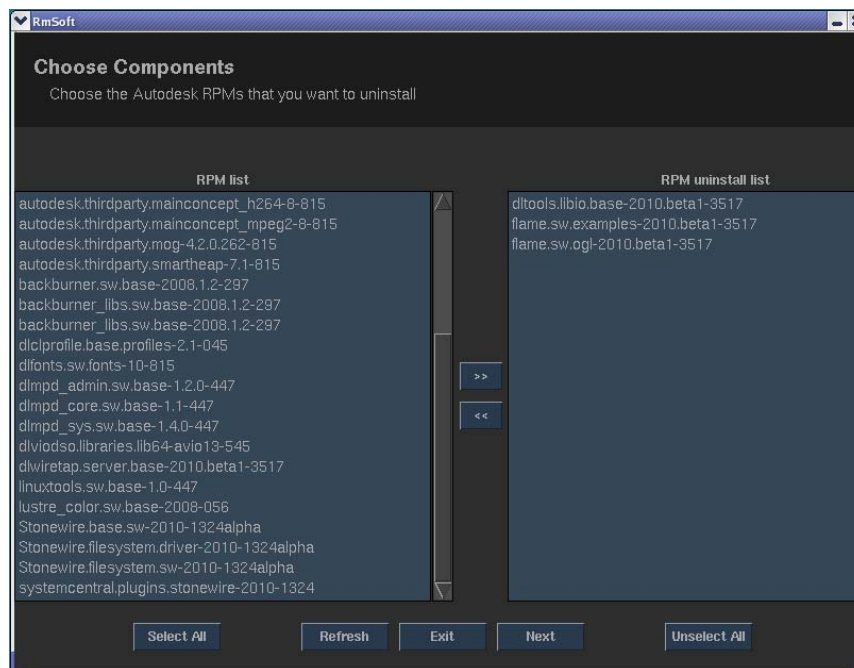 RmSoft
Choose Components
Choose the Autodesk RPMs that you want to uninstall
RPM list
autodesk.thirdparty.mainconcept_h264-8-815
autodesk.thirdparty.mainconcept_mpeg2-8-815
autodesk.thirdparty.mog-4.2.0.262-815
autodesk.thirdparty.smartheap-7.1-815
backburner.sw.base-2008.1.2-297
backburner_libs.sw.base-2008.1.2-297
backburner_libs.sw.base-2008.1.2-297
dlclprofile.base.profiles-2.1-045
dlfonts.sw.fonts-10-815
dlmpd_admin.sw.base-1.2.0-447
dlmpd_core.sw.base-1.1-447
dlmpd_sys.sw.base-1.4.0-447
dlviodso.libraries.lib64-avio13-545
dlwiretap.server.base-2010.beta1-3517
linuxtools.sw.base-1.0-447
lustre_color.sw.base-2008-056
Stonewire.base.sw-2010-1324alpha
Stonewire.filesystem.driver-2010-1324alpha
Stonewire.filesystem.sw-2010-1324alpha
systemcentral.plugins.stonewire-2010-1324
>>
<<
RPM uninstall list
dltools.libio.base-2010.beta1-3517
flame.sw.examples-2010.beta1-3517
flame.sw.ogl-2010.beta1-3517
Select All
Refresh
Exit
Next
Unselect All